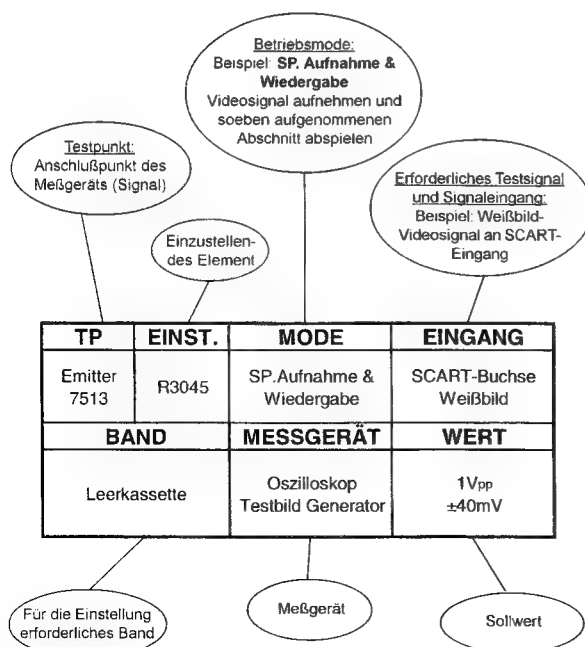 Betriebsmode:
Beispiel: SP. Aufnahme &
Wiedergabe
Videosignal aufnehmen und
soeben aufgenommenen
Abschnitt abspielen
Testpunkt:
Anschlußpunkt des
Meßgeräts (Signal)
Erforderliches Testsignal
und Signaleingang:
Beispiel: Weißbild-
Videosignal an SCART-
Eingang
Einzustellen-
des Element
TP EINST. MODE EINGANG
Emitter
7513
R3045
SP.Aufnahme &
Wiedergabe
SCART-Buchse
Weißbild
BAND MESSGERÄT WERT
Leerkassette
Oszilloskop
Testbild Generator
1Vpp
±40mV
Für die Einstellung
erforderliches Band
Meßgerät
Sollwert